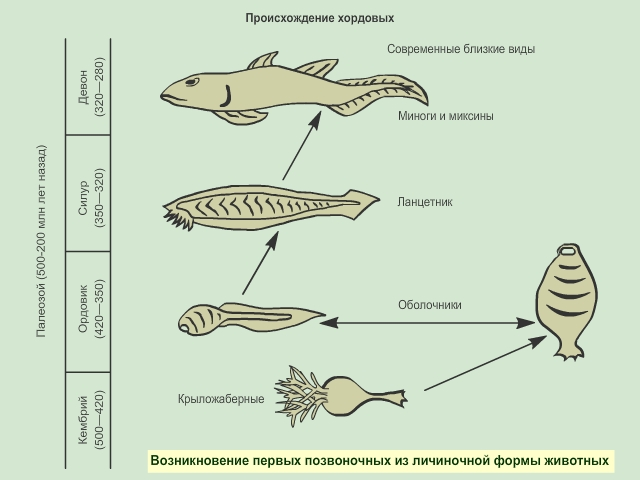 Происхождение хордовых
Современные близкие виды
Девон
(320—280)
Миноги и миксины
Палеозой (500-200 млн лет назад)
Силур
(350—320)
Ланцетник
Ордовик
(420—350)
Оболочники
Кембрий
(500—420)
Крыложаберные
Возникновение первых позвоночных из личиночной формы животных